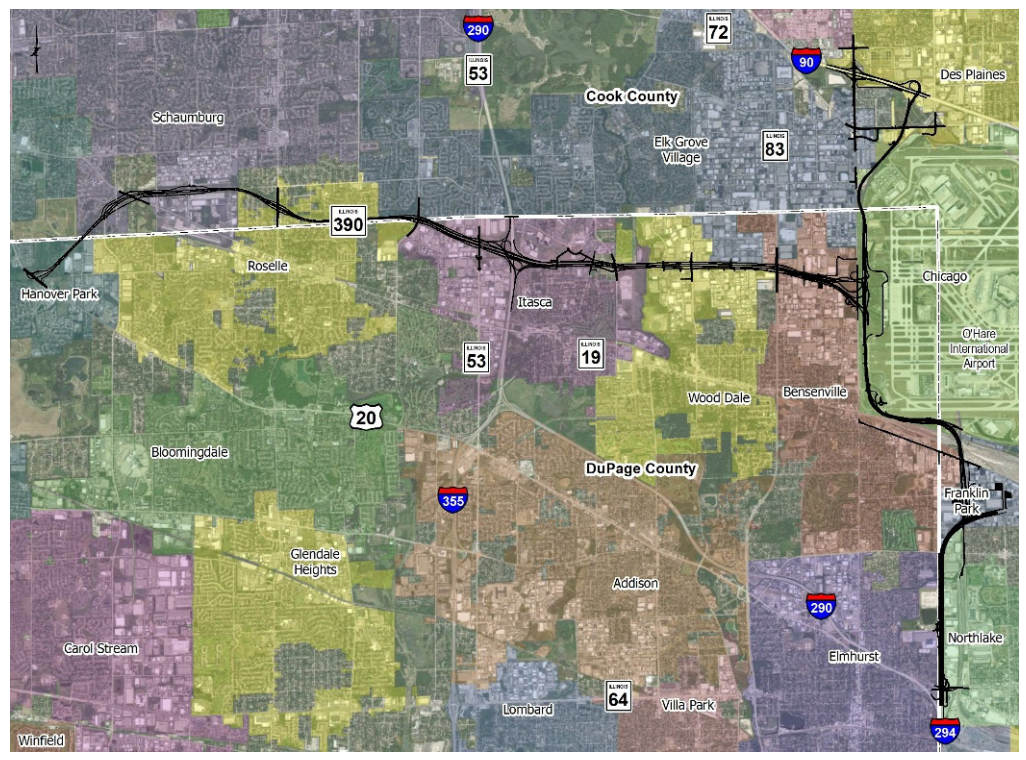 290
ILLINOIS
72
ILLINOIS
53
90
Des Plaines
Cook County
Schaumburg
Elk Grove
Village
ILLINOIS
83
ILLINOIS
390
Roselle
Chicago
Hanover Park
Itasca
O'Hare
International
Airport
ILLINOIS
53
ILLINOIS
19
Bensenville
Wood Dale
20
Bloomingdale
DuPage County
355
Franklin
Park
Glendale
Heights
Addison
290
Northlake
Carol Stream
Elmhurst
ILLINOIS
64
Villa Park
Lombard
294
Winfield